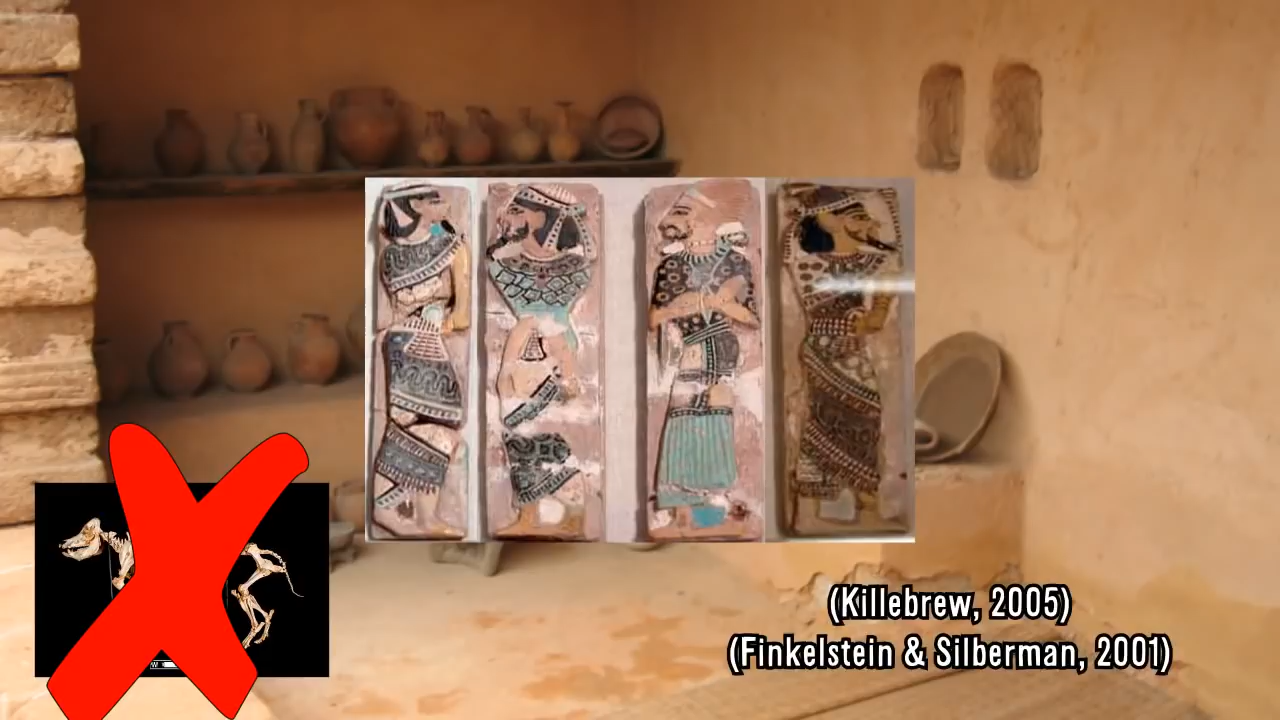 (Killebrew, 2005)
(Finkelstein & Silberman, 2001)